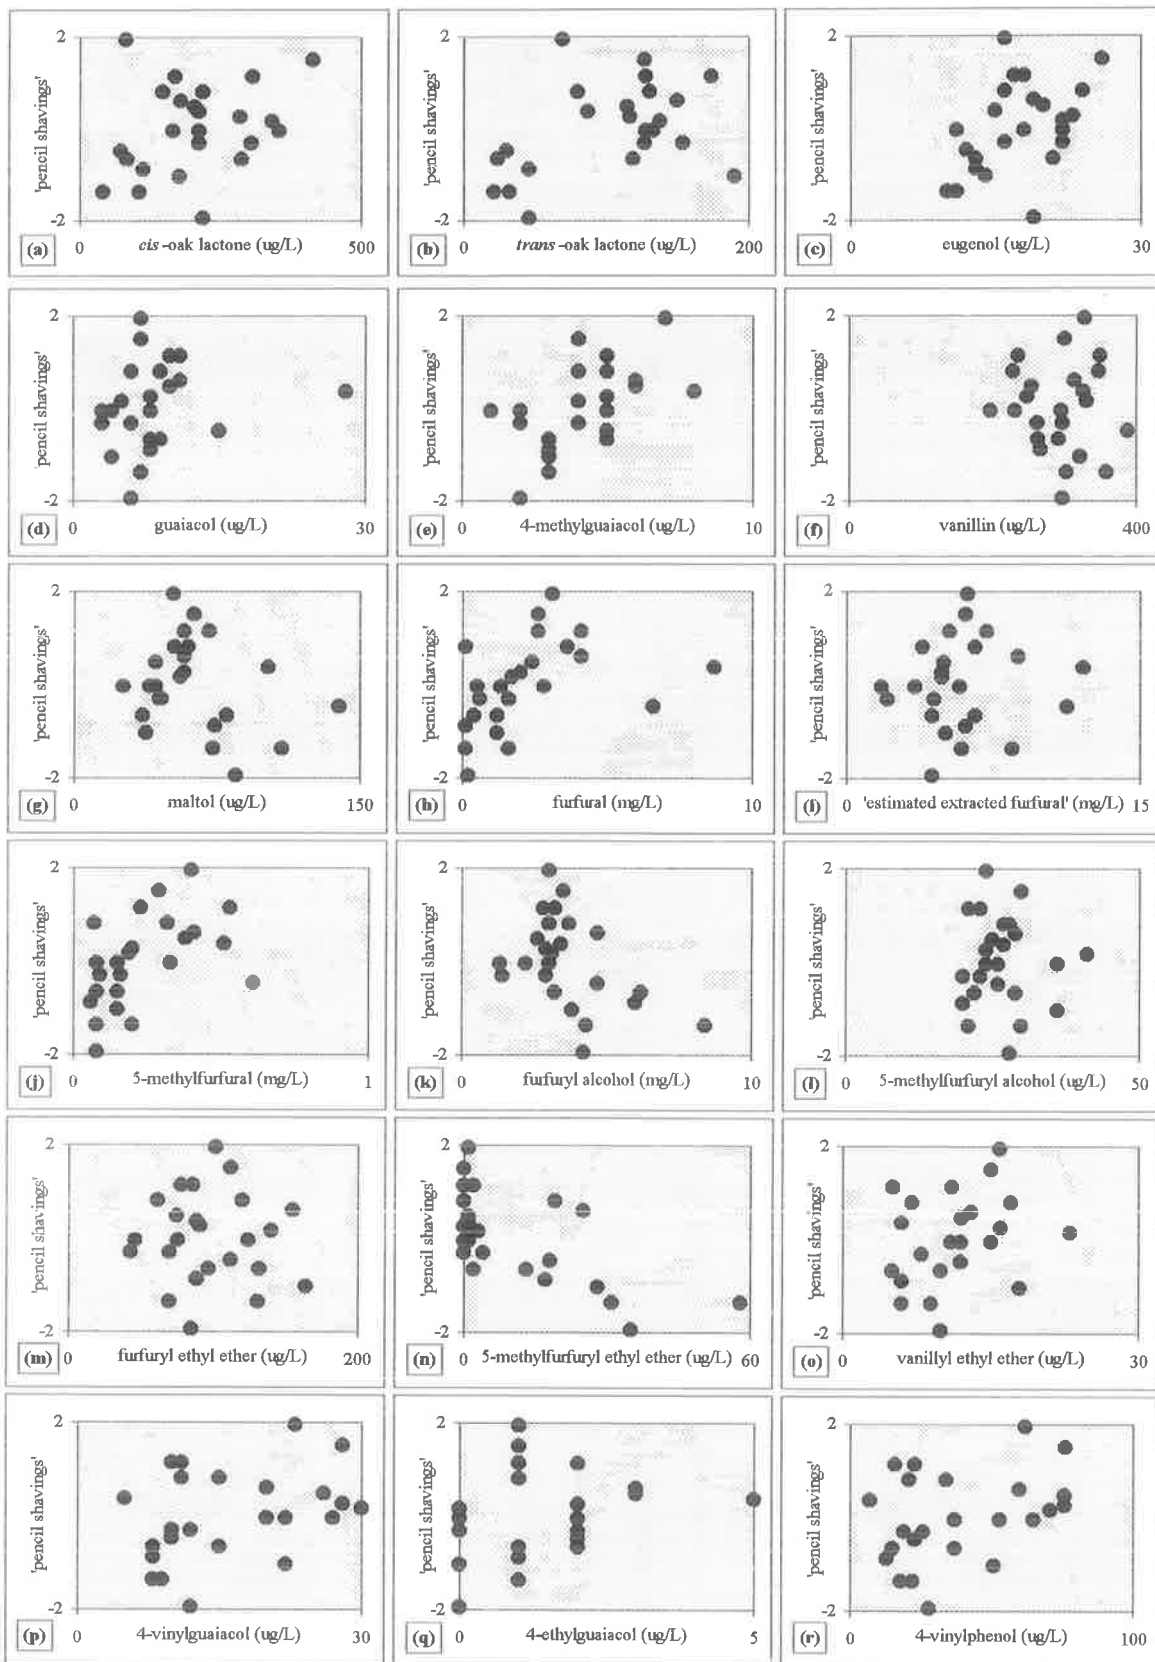 2 2 2
'pencil shavings' 'pencil shavings' 'pencil shavings'
-2 -2 -2
0 500 0 200 0 30
(a) cis-oak lactone (ug/L) (b) trans-oak lactone (ug/L) (c) eugenol (ug/L)
2 2 2
'pencil shavings' 'pencil shavings' 'pencil shavings'
-2 -2 -2
0 30 0 10 0 400
(d) guaiacol (ug/L) (e) 4-methylguaiacol (ug/L) (f) vanillin (ug/L)
2 2 2
'pencil shavings' 'pencil shavings' 'pencil shavings'
-2 -2 -2
0 150 0 10 0 15
(g) maltol (ug/L) (h) furfural (mg/L) (i) 'estimated extracted furfural' (mg/L)
2 2 2
'pencil shavings' 'pencil shavings' 'pencil shavings'
-2 -2 -2
0 1 0 10 0 50
(j) 5-methylfurfural (mg/L) (k) furfuryl alcohol (mg/L) (l) 5-methylfurfuryl alcohol (ug/L)
2 2 2
'pencil shavings' 'pencil shavings' 'pencil shavings'
-2 -2 -2
0 200 0 60 0 30
(m) furfuryl ethyl ether (ug/L) (n) 5-methylfurfuryl ethyl ether (ug/L) (o) vanillyl ethyl ether (ug/L)
2 2 2
'pencil shavings' 'pencil shavings' 'pencil shavings'
-2 -2 -2
0 30 0 5 0 100
(p) 4-vinylguaiacol (ug/L) (q) 4-ethylguaiacol (ug/L) (r) 4-vinylphenol (ug/L)